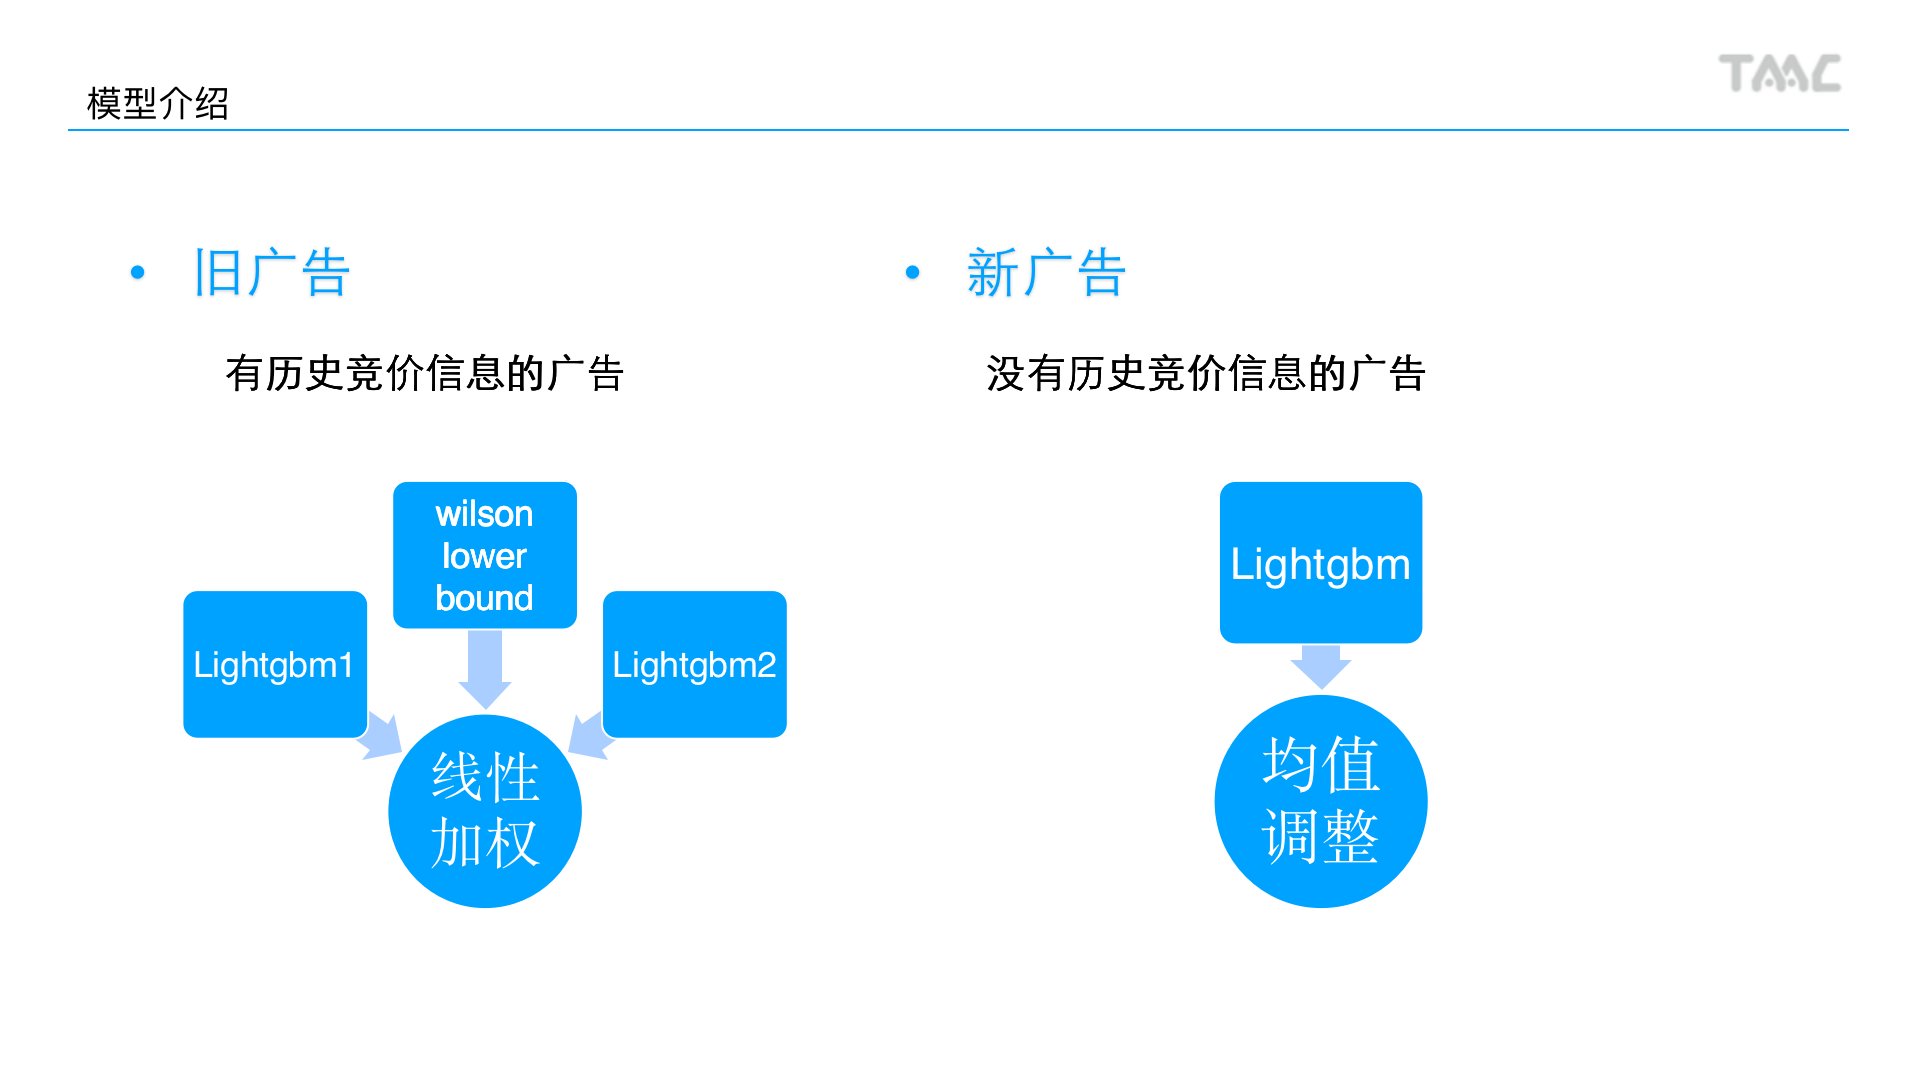 模型介绍
TAAC
旧广告
有历史竞价信息的广告
wilson
lower
bound
Lightgbm1
Lightgbm2
线性
加权
新广告
没有历史竞价信息的广告
Lightgbm
均值
调整